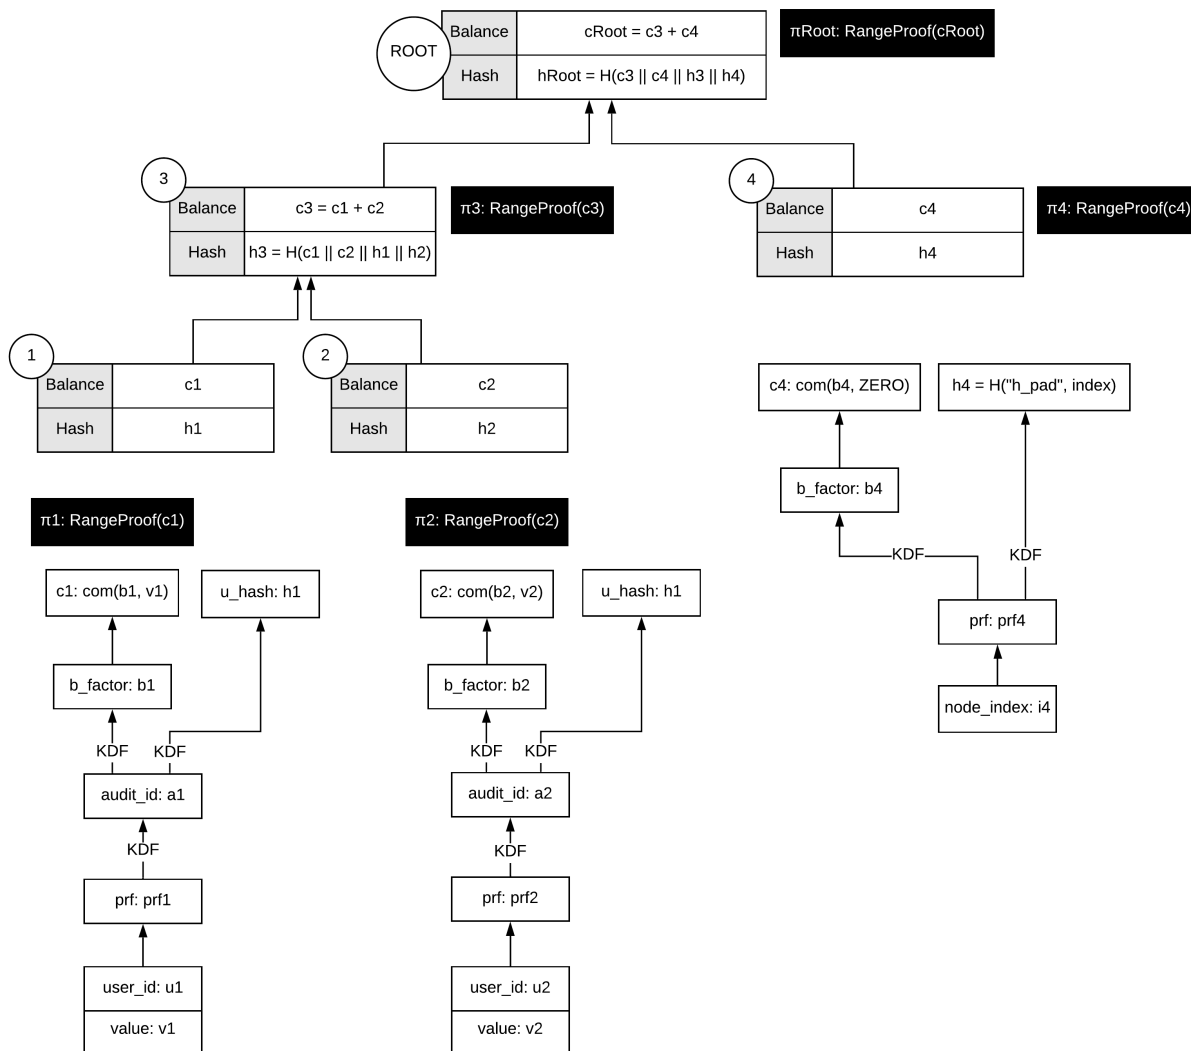 ROOT
Balance
cRoot = c3 + c4
πRoot: RangeProof(cRoot)
Hash
hRoot = H(c3 || c4 || h3 || h4)
3
Balance
c3 = c1 + c2
π3: RangeProof(c3)
Hash
h3 = H(c1 || c2 || h1 || h2)
4
Balance
c4
π4: RangeProof(c4)
Hash
h4
1
Balance
c1
Hash
h1
2
Balance
c2
Hash
h2
c4: com(b4, ZERO)
h4 = H("h_pad", index)
b_factor: b4
KDF
KDF
prf: prf4
node_index: i4
π1: RangeProof(c1)
c1: com(b1, v1)
u_hash: h1
b_factor: b1
KDF
KDF
audit_id: a1
KDF
prf: prf1
user_id: u1
value: v1
π2: RangeProof(c2)
c2: com(b2, v2)
u_hash: h1
b_factor: b2
KDF
KDF
audit_id: a2
KDF
prf: prf2
user_id: u2
value: v2